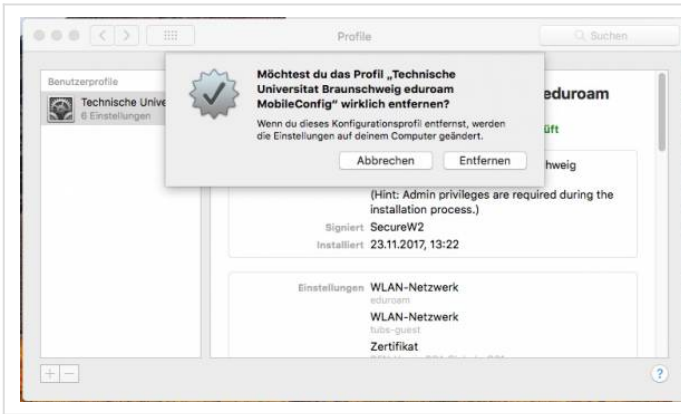 Profile
Suchen
Benutzerprofile
Technische Unive
6 Einstellungen
Möchtest du das Profil „Technische
Universitat Braunschweig eduroam
MobileConfig“ wirklich entfernen?
Wenn du dieses Konfigurationsprofil entfernst, werden
die Einstellungen auf deinem Computer geändert.
Abbrechen Entfernen
eduroam
üft
hweig
(Hint: Admin privileges are required during the
installation process.)
Signiert SecureW2
Installiert 23.11.2017, 13:22
Einstellungen WLAN-Netzwerk
eduroam
WLAN-Netzwerk
tubs-guest
Zertifikat
?